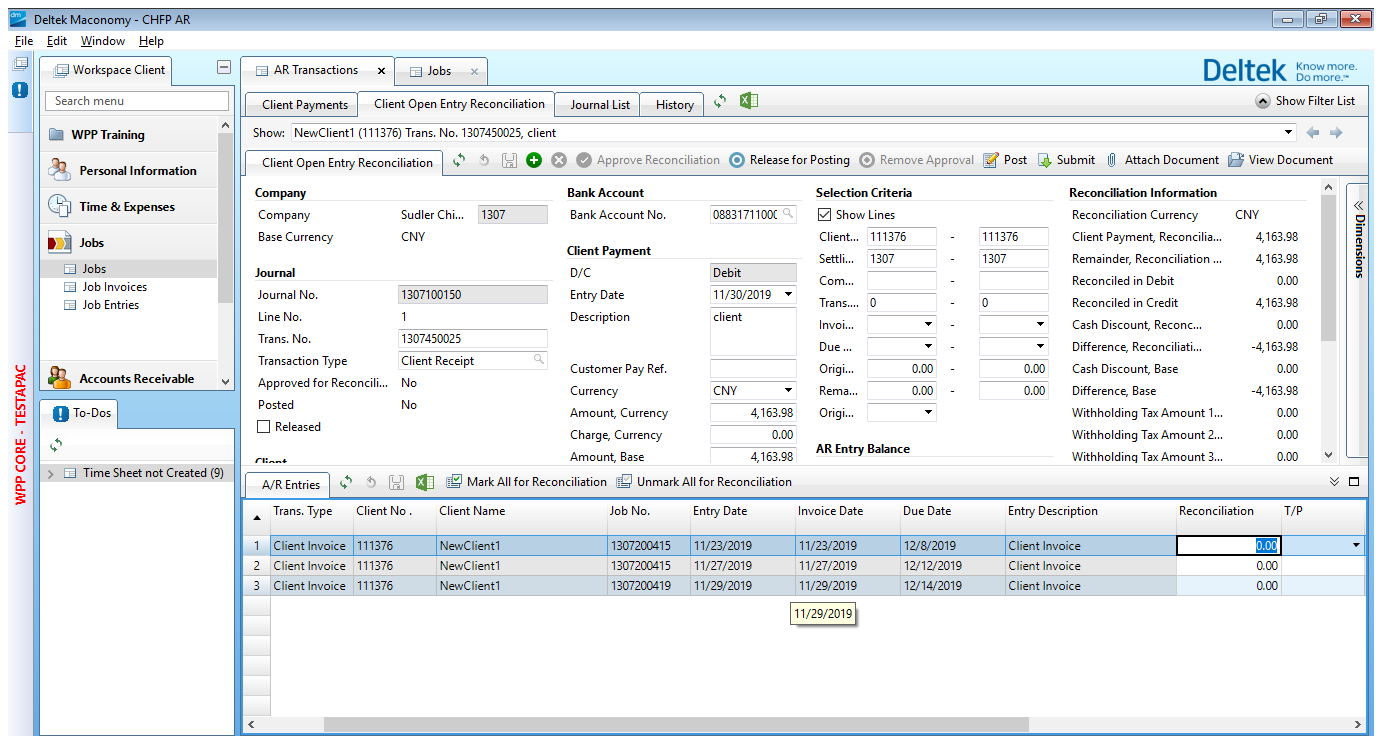 Deltek Maconomy - CHFP AR
File Edit Window Help
Workspace Client
Search menu
WPP Training
Personal Information
Time & Expenses
Jobs
Jobs
Job Invoices
Job Entries
Accounts Receivable
To-Dos
Time Sheet not Created (9)
WPP CORE - TESTAPAC
AR Transactions Jobs
Deltek Know more. Do more.™
Client Payments Client Open Entry Reconciliation Journal List History Show Filter List
Show: NewClient1 (111376) Trans. No. 1307450025, client
Client Open Entry Reconciliation Approve Reconciliation Release for Posting Remove Approval Post Submit Attach Document View Document
Company
Company Sudler Chi... 1307
Base Currency CNY
Journal
Journal No. 1307100150
Line No. 1
Trans. No. 1307450025
Transaction Type Client Receipt
Approved for Reconcili... No
Posted No
Released
Client
Bank Account
Bank Account No. 08831711000
Client Payment
D/C Debit
Entry Date 11/30/2019
Description client
Customer Pay Ref.
Currency CNY
Amount, Currency 4,163.98
Charge, Currency 0.00
Amount, Base 4,163.98
Selection Criteria
Show Lines
Client... 111376 - 111376
Settli... 1307 - 1307
Com... -
Trans.... 0 - 0
Invoi... -
Due ... -
Origi... 0.00 - 0.00
Rema... 0.00 - 0.00
Origi...
AR Entry Balance
Reconciliation Information
Reconciliation Currency CNY
Client Payment, Reconcilia... 4,163.98
Remainder, Reconciliation ... 4,163.98
Reconciled in Debit 0.00
Reconciled in Credit 4,163.98
Cash Discount, Reconc... 0.00
Difference, Reconciliati... -4,163.98
Cash Discount, Base 0.00
Difference, Base -4,163.98
Withholding Tax Amount 1... 0.00
Withholding Tax Amount 2... 0.00
Withholding Tax Amount 3... 0.00
Dimensions
A/R Entries Mark All for Reconciliation Unmark All for Reconciliation
Trans. Type Client No . Client Name Job No. Entry Date Invoice Date Due Date Entry Description Reconciliation T/P
1 Client Invoice 111376 NewClient1 1307200415 11/23/2019 11/23/2019 12/8/2019 Client Invoice 0.00
2 Client Invoice 111376 NewClient1 1307200415 11/27/2019 11/27/2019 12/12/2019 Client Invoice 0.00
3 Client Invoice 111376 NewClient1 1307200419 11/29/2019 11/29/2019 12/14/2019 Client Invoice 0.00
11/29/2019